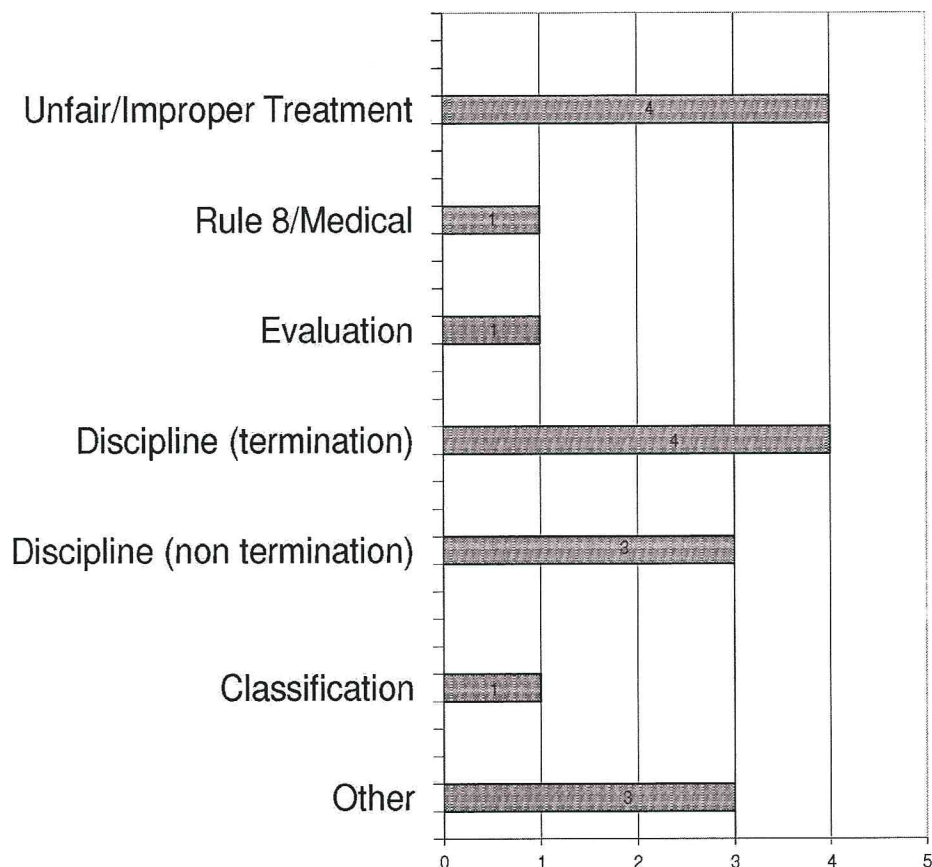 Unfair/Improper Treatment 4
Rule 8/Medical 1
Evaluation 1
Discipline (termination) 4
Discipline (non termination) 3
Classification 1
Other 3
0 1 2 3 4 5